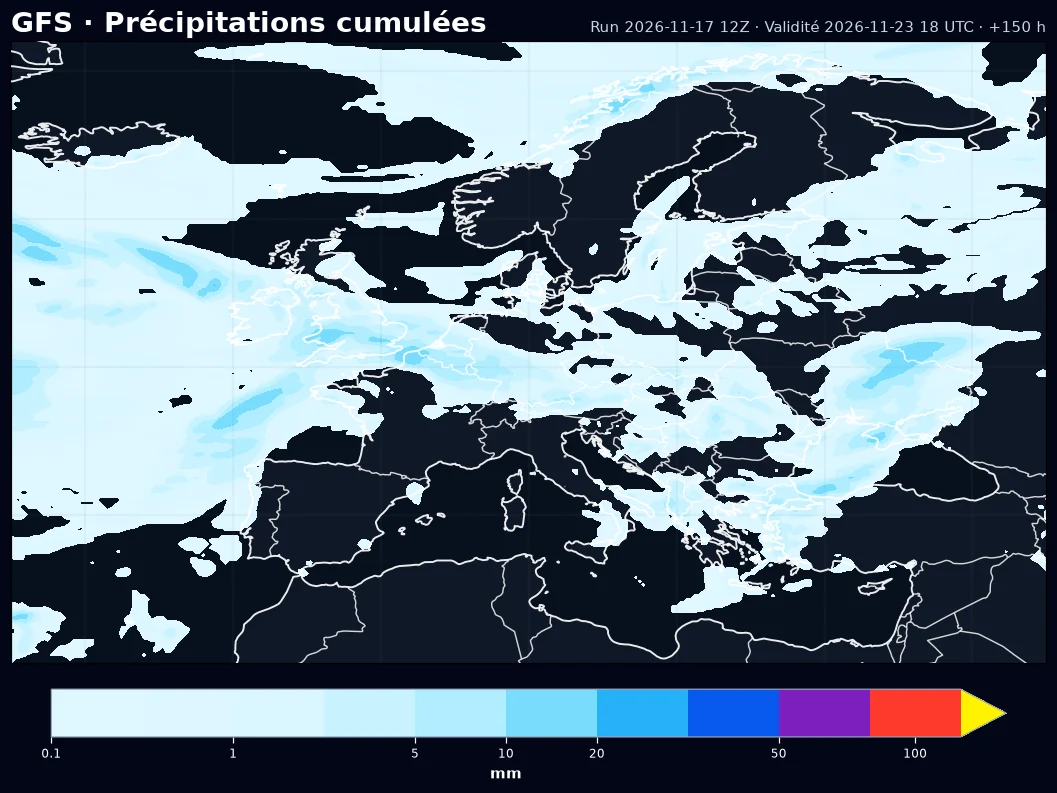 GFS · Précipitations cumulées
Run 2026-11-17 12Z · Validité 2026-11-23 18 UTC · +150 h
0.1 1 5 10 20 50 100
mm